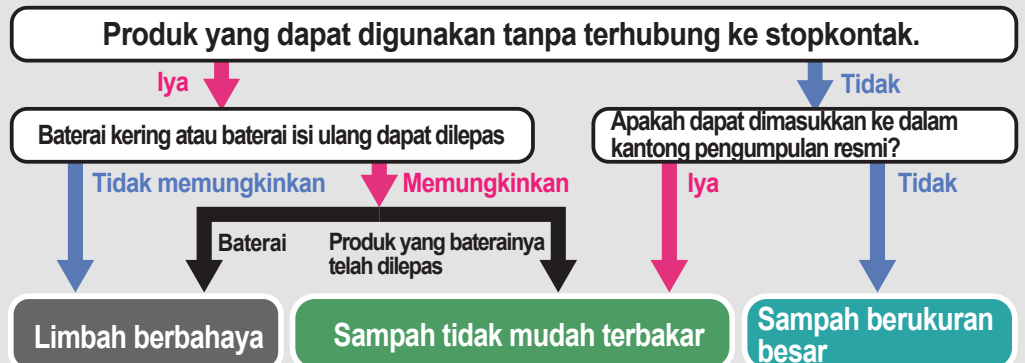 Produk yang dapat digunakan tanpa terhubung ke stopkontak.
Iya
Tidak
Baterai kering atau baterai isi ulang dapat dilepas
Apakah dapat dimasukkan ke dalam
kantong pengumpulan resmi?
Tidak memungkinkan
Memungkinkan
Iya
Tidak
Baterai
Produk yang baterainya
telah dilepas
Limbah berbahaya
Sampah tidak mudah terbakar
Sampah berukuran
besar